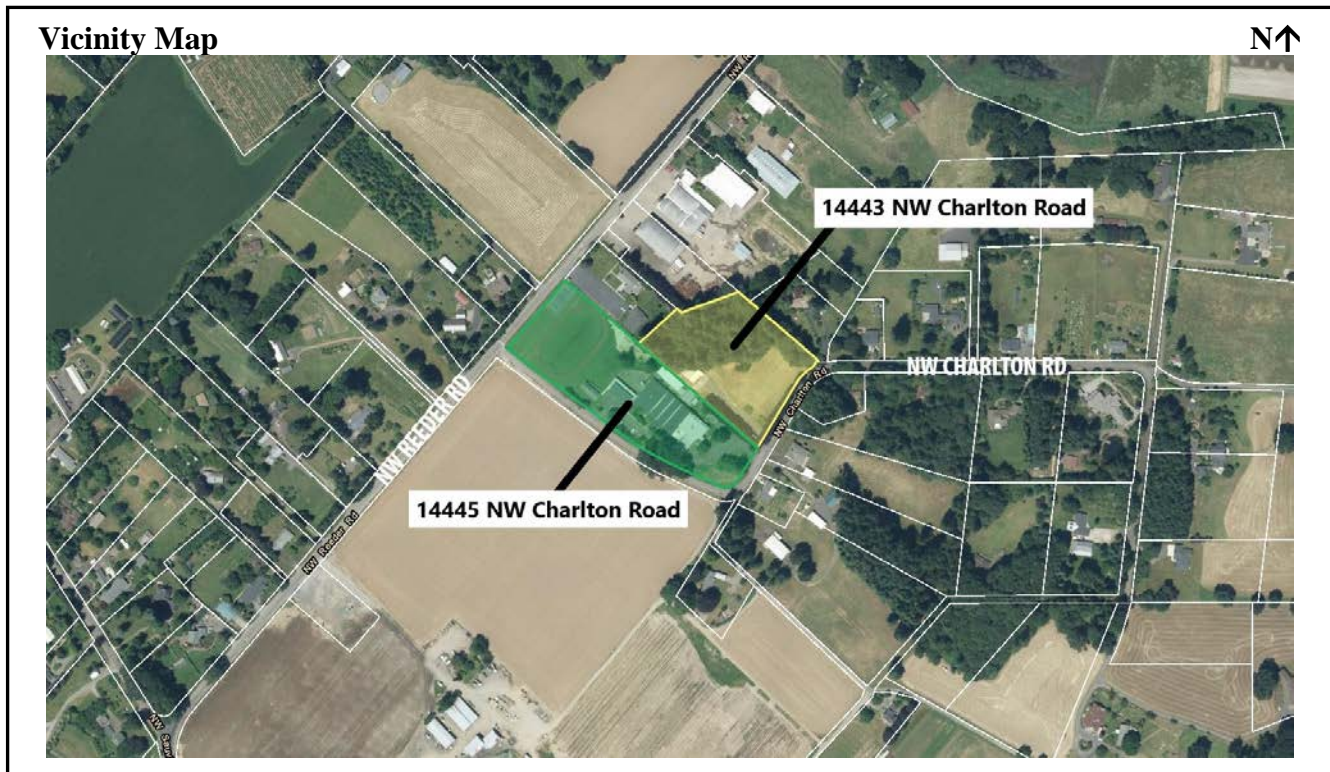 Vicinity Map
N↑
14443 NW Charlton Road
NW CHARLTON RD
NW Charlton Rd
NW REEDER RD
14445 NW Charlton Road
NW Reeder Rd